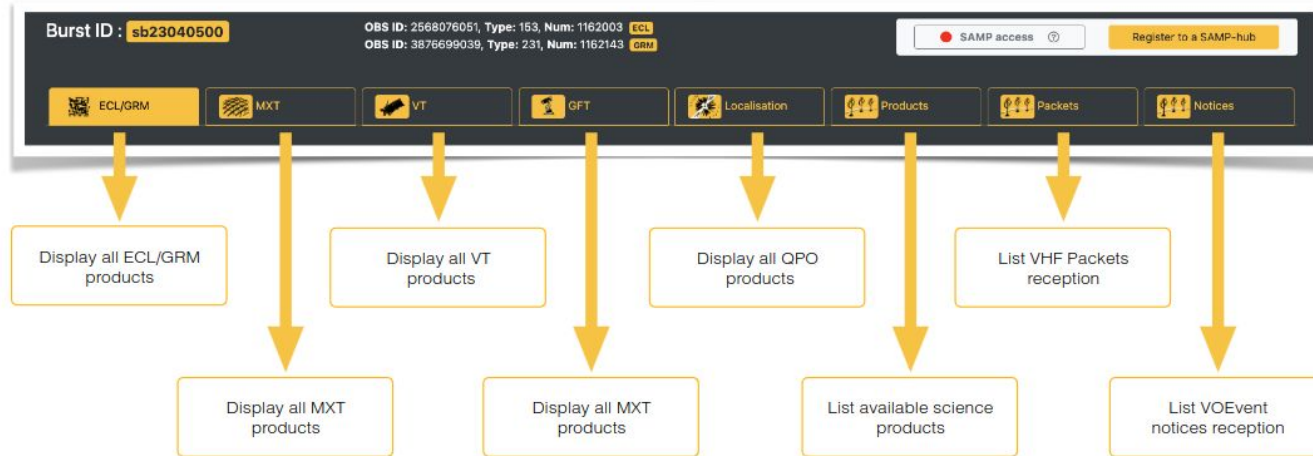 Burst ID : sb23040500
OBS ID: 2568076051, Type: 153, Num: 1162003 ECL
OBS ID: 3876699039, Type: 231, Num: 1162143 GRM
SAMP access ?
Register to a SAMP-hub
ECL/GRM
MXT
VT
GFT
Localisation
Products
Packets
Notices
Display all ECL/GRM
products
Display all VT
products
Display all QPO
products
List VHF Packets
reception
Display all MXT
products
Display all MXT
products
List available science
products
List VOEvent
notices reception